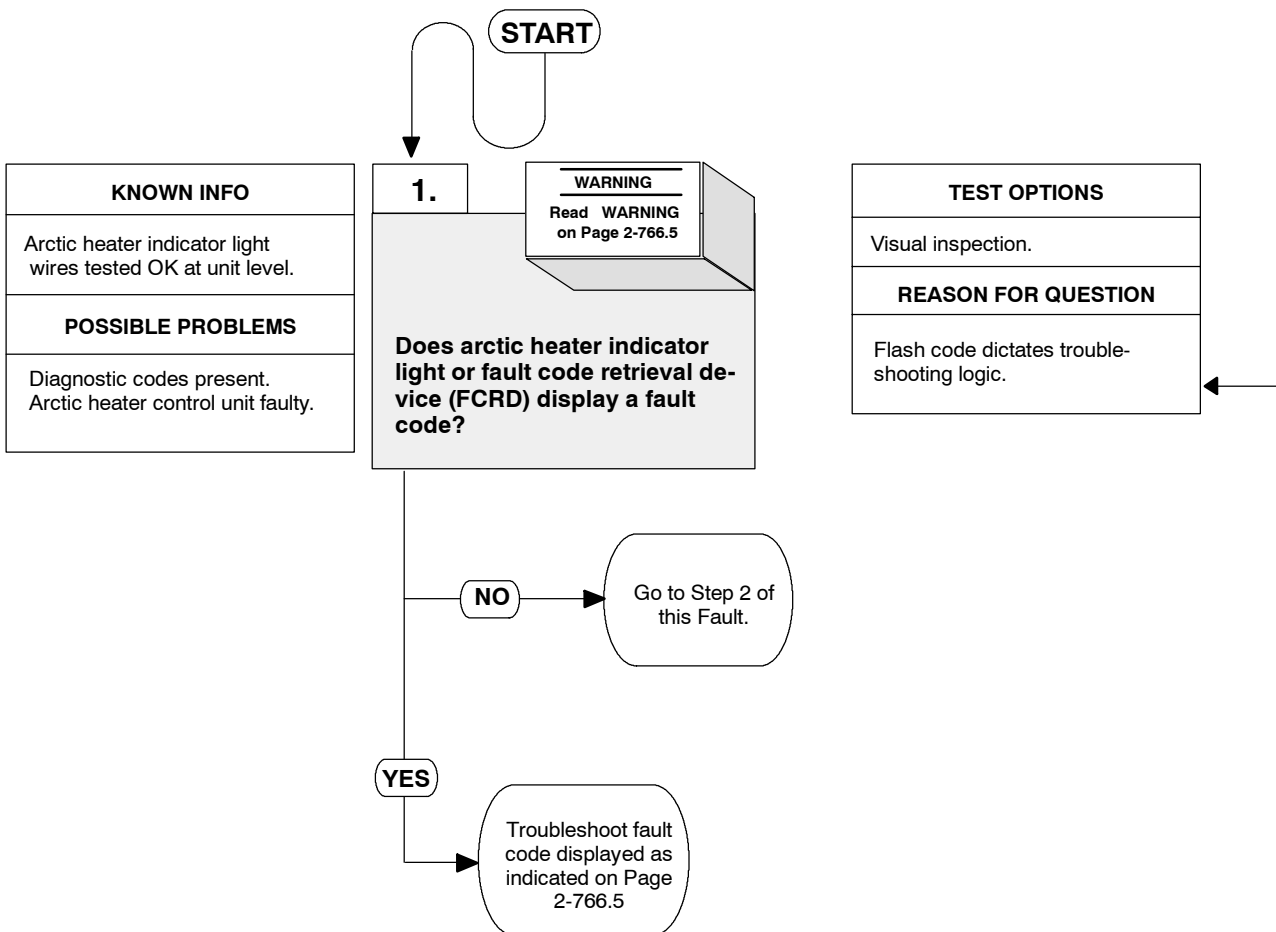 START
KNOWN INFO
Arctic heater indicator light
wires tested OK at unit level.
POSSIBLE PROBLEMS
Diagnostic codes present.
Arctic heater control unit faulty.
1.
WARNING
Read WARNING
on Page 2-766.5
Does arctic heater indicator
light or fault code retrieval de-
vice (FCRD) display a fault
code?
TEST OPTIONS
Visual inspection.
REASON FOR QUESTION
Flash code dictates trouble-
shooting logic.
NO
Go to Step 2 of
this Fault.
YES
Troubleshoot fault
code displayed as
indicated on Page
2-766.5